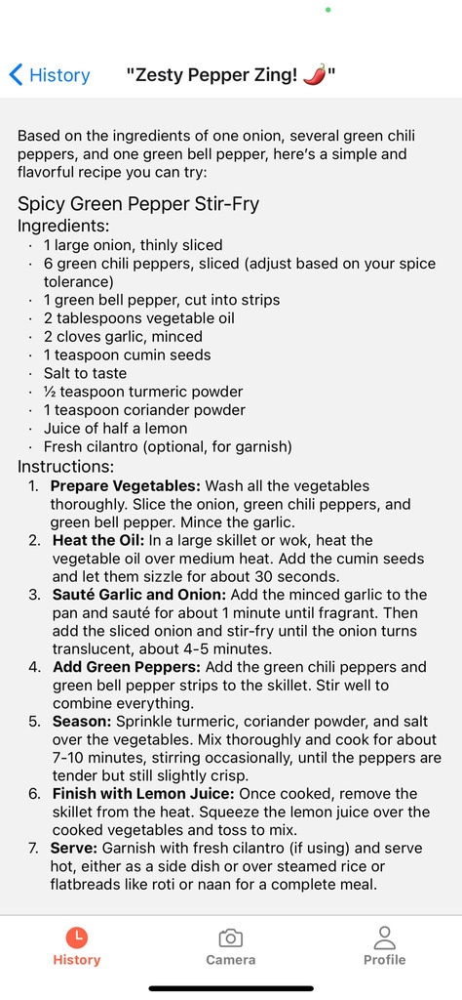 History
"Zesty Pepper Zing! 🌶️"
Based on the ingredients of one onion, several green chili
peppers, and one green bell pepper, here's a simple and
flavorful recipe you can try:
Spicy Green Pepper Stir-Fry
Ingredients:
· 1 large onion, thinly sliced
· 6 green chili peppers, sliced (adjust based on your spice
tolerance)
· 1 green bell pepper, cut into strips
· 2 tablespoons vegetable oil
· 2 cloves garlic, minced
· 1 teaspoon cumin seeds
· Salt to taste
· ½ teaspoon turmeric powder
· 1 teaspoon coriander powder
· Juice of half a lemon
· Fresh cilantro (optional, for garnish)
Instructions:
1. Prepare Vegetables: Wash all the vegetables
thoroughly. Slice the onion, green chili peppers, and
green bell pepper. Mince the garlic.
2. Heat the Oil: In a large skillet or wok, heat the
vegetable oil over medium heat. Add the cumin seeds
and let them sizzle for about 30 seconds.
3. Sauté Garlic and Onion: Add the minced garlic to the
pan and sauté for about 1 minute until fragrant. Then
add the sliced onion and stir-fry until the onion turns
translucent, about 4-5 minutes.
4. Add Green Peppers: Add the green chili peppers and
green bell pepper strips to the skillet. Stir well to
combine everything.
5. Season: Sprinkle turmeric, coriander powder, and salt
over the vegetables. Mix thoroughly and cook for about
7-10 minutes, stirring occasionally, until the peppers are
tender but still slightly crisp.
6. Finish with Lemon Juice: Once cooked, remove the
skillet from the heat. Squeeze the lemon juice over the
cooked vegetables and toss to mix.
7. Serve: Garnish with fresh cilantro (if using) and serve
hot, either as a side dish or over steamed rice or
flatbreads like roti or naan for a complete meal.
History
Camera
Profile